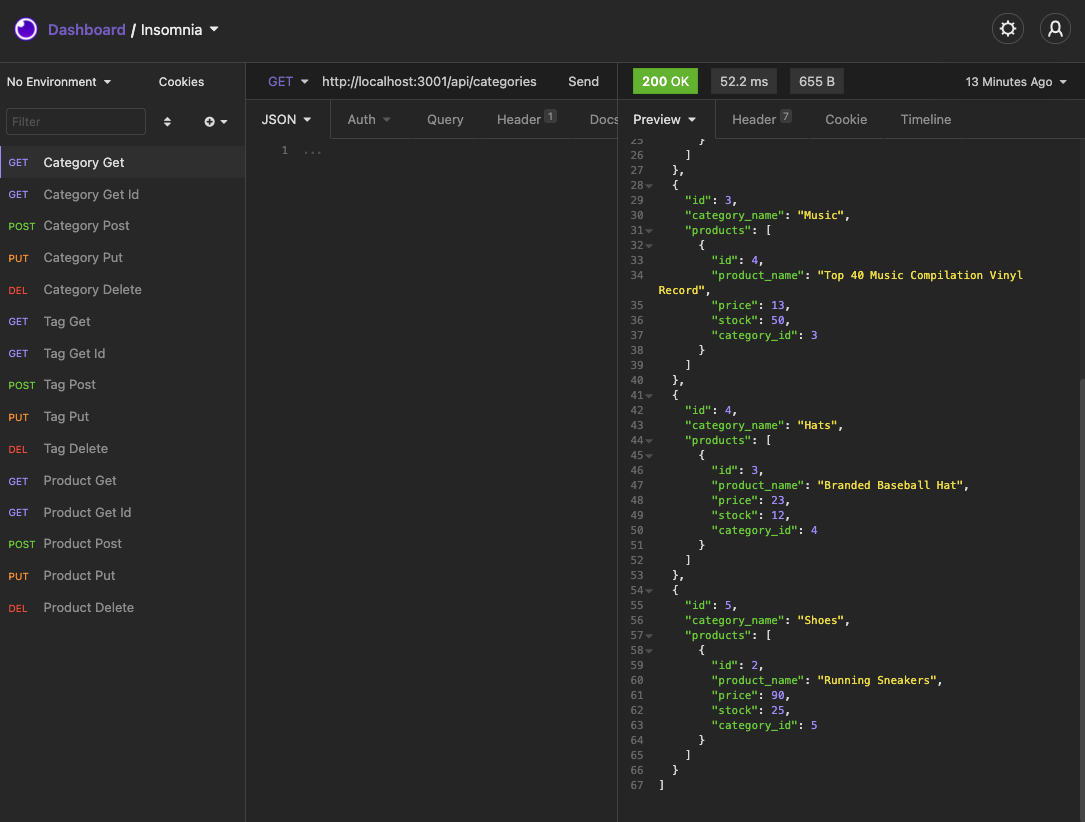 Dashboard / Insomnia
No Environment
Cookies
Filter
GET Category Get
GET Category Get Id
POST Category Post
PUT Category Put
DEL Category Delete
GET Tag Get
GET Tag Get Id
POST Tag Post
PUT Tag Put
DEL Tag Delete
GET Product Get
GET Product Get Id
POST Product Post
PUT Product Put
DEL Product Delete
GET http://localhost:3001/api/categories Send
JSON Auth Query Header 1 Docs
1 ...
200 OK 52.2 ms 655 B 13 Minutes Ago
Preview Header 7 Cookie Timeline
25 }
26 ]
27 },
28 {
29 "id": 3,
30 "category_name": "Music",
31 "products": [
32 {
33 "id": 4,
34 "product_name": "Top 40 Music Compilation Vinyl
Record",
35 "price": 13,
36 "stock": 50,
37 "category_id": 3
38 }
39 ]
40 },
41 {
42 "id": 4,
43 "category_name": "Hats",
44 "products": [
45 {
46 "id": 3,
47 "product_name": "Branded Baseball Hat",
48 "price": 23,
49 "stock": 12,
50 "category_id": 4
51 }
52 ]
53 },
54 {
55 "id": 5,
56 "category_name": "Shoes",
57 "products": [
58 {
59 "id": 2,
60 "product_name": "Running Sneakers",
61 "price": 90,
62 "stock": 25,
63 "category_id": 5
64 }
65 ]
66 }
67 ]